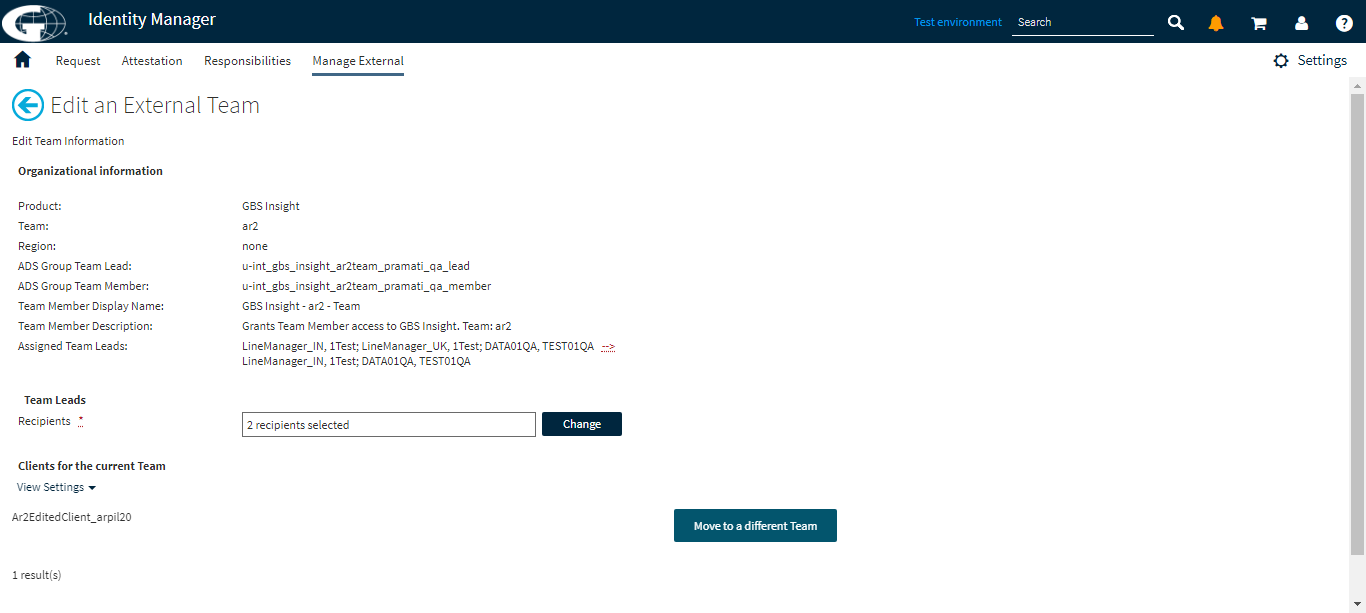 Identity Manager
Test environment
Search
Request Attestation Responsibilities Manage External
Settings
Edit an External Team
Edit Team Information
Organizational information
Product: GBS Insight
Team: ar2
Region: none
ADS Group Team Lead: u-int_gbs_insight_ar2team_pramati_qa_lead
ADS Group Team Member: u-int_gbs_insight_ar2team_pramati_qa_member
Team Member Display Name: GBS Insight - ar2 - Team
Team Member Description: Grants Team Member access to GBS Insight. Team: ar2
Assigned Team Leads: LineManager_IN, 1Test; LineManager_UK, 1Test; DATA01QA, TEST01QA -->
LineManager_IN, 1Test; DATA01QA, TEST01QA
Team Leads
Recipients * 2 recipients selected Change
Clients for the current Team
View Settings
Ar2EditedClient_arpil20 Move to a different Team
1 result(s)